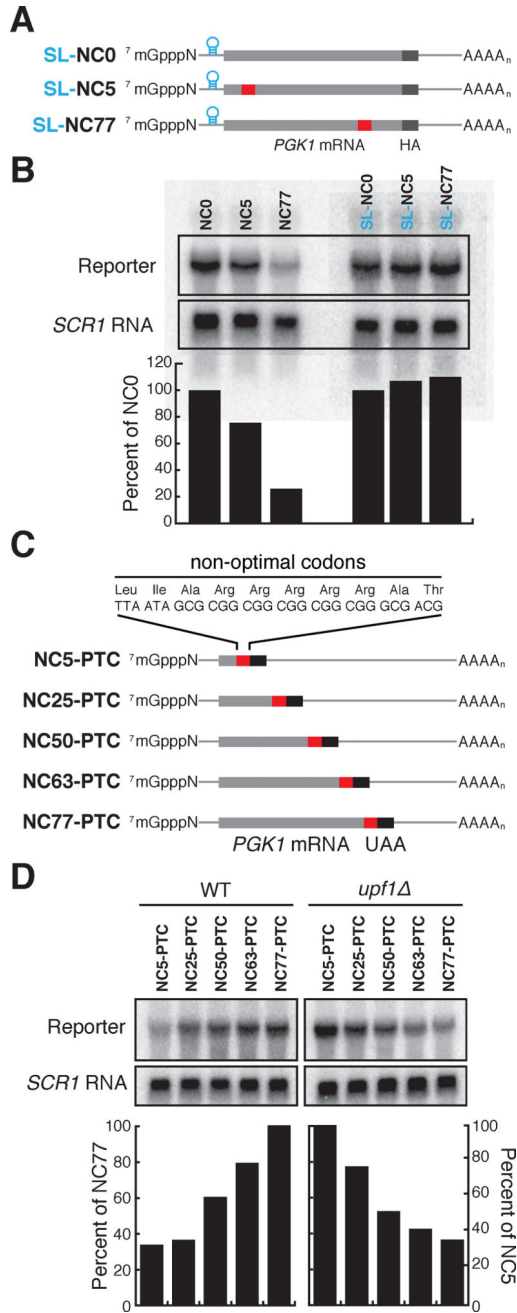 A
SL-NC0 7 mGpppN AAAAn
SL-NC5 7 mGpppN AAAAn
SL-NC77 7 mGpppN AAAAn
PGK1 mRNA HA
B
NC0 NC5 NC77 SL-NC0 SL-NC5 SL-NC77
Reporter
SCR1 RNA
Percent of NC0
120
100
80
60
40
20
0
C
non-optimal codons
Leu Ile Ala Arg Arg Arg Arg Arg Ala Thr
TTA ATA GCG CGG CGG CGG CGG CGG GCG ACG
NC5-PTC 7mGpppN AAAAn
NC25-PTC 7mGpppN AAAAn
NC50-PTC 7mGpppN AAAAn
NC63-PTC 7mGpppN AAAAn
NC77-PTC 7mGpppN AAAAn
PGK1 mRNA UAA
D
WT upf1Δ
NC5-PTC NC25-PTC NC50-PTC NC63-PTC NC77-PTC NC5-PTC NC25-PTC NC50-PTC NC63-PTC NC77-PTC
Reporter
SCR1 RNA
Percent of NC77
100
80
60
40
20
0
100
80
60
40
20
0
Percent of NC5